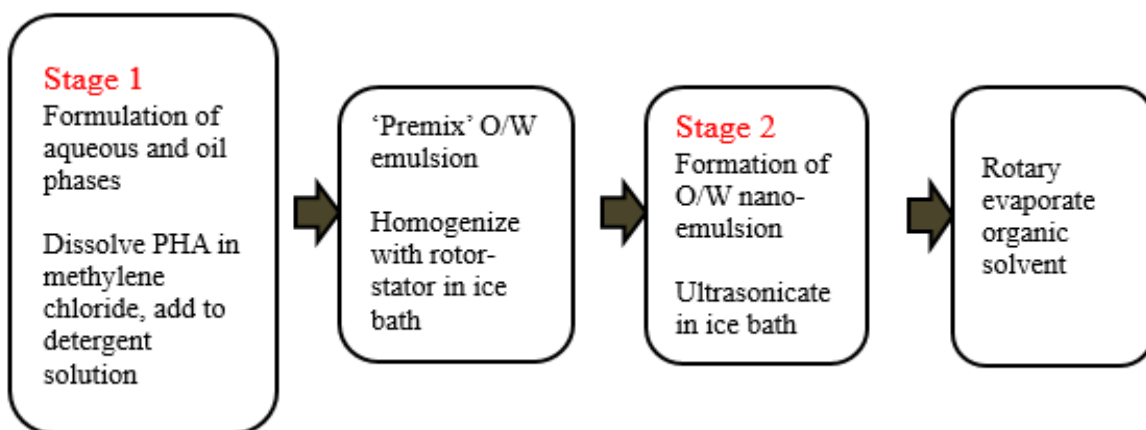 Stage 1
Formulation of
aqueous and oil
phases
Dissolve PHA in
methylene
chloride, add to
detergent
solution
‘Premix’ O/W
emulsion
Homogenize
with rotor-
stator in ice
bath
Stage 2
Formation of
O/W nano-
emulsion
Ultrasonicate
in ice bath
Rotary
evaporate
organic
solvent